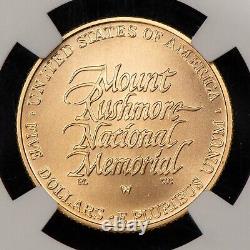 UNITED STATES OF AMERICA
Mount
Rushmore
National
Memorial
W
FIVE DOLLARS · E PLURIBUS UNUM